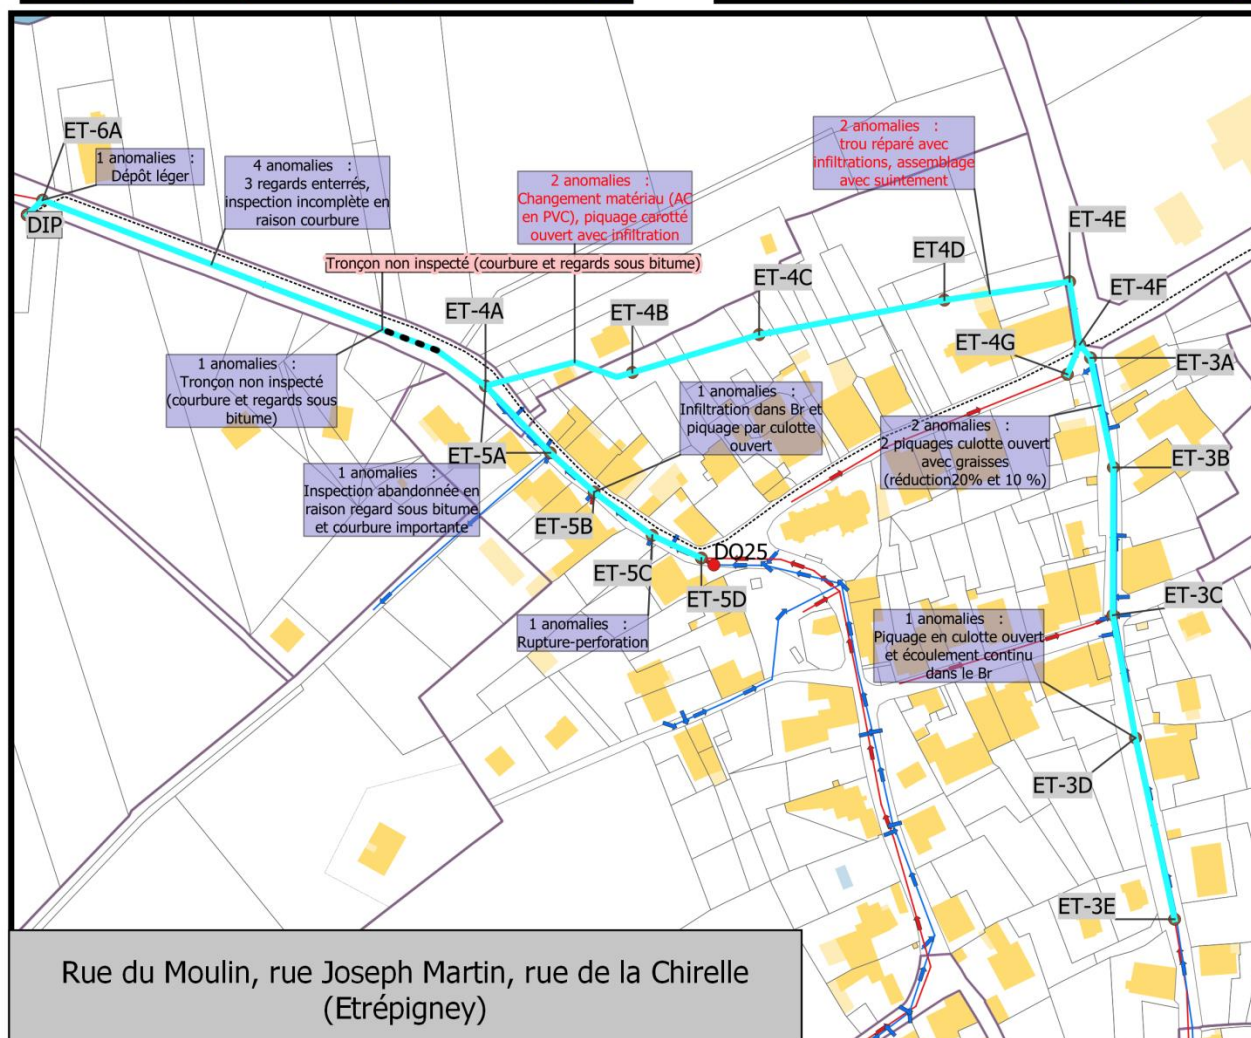 ET-6A
1 anomalies :
Dépôt léger
DIP
4 anomalies :
3 regards enterrés,
inspection incomplète en
raison courbure
2 anomalies :
Changement matériau (AC
en PVC), piquage carotté
ouvert avec infiltration
2 anomalies :
trou réparé avec
infiltrations, assemblage
avec suintement
ET-4E
Tronçon non inspecté (courbure et regards sous bitume)
ET-4C
ET4D
ET-4F
ET-4A
ET-4B
ET-4G
ET-3A
1 anomalies :
Tronçon non inspecté
(courbure et regards sous
bitume)
1 anomalies :
Infiltration dans Br et
piquage par culotte
ouvert
2 anomalies :
2 piquages culotte ouvert
avec graisses
(réduction20% et 10 %)
ET-3B
ET-5A
1 anomalies :
Inspection abandonnée en
raison regard sous bitume
et courbure importante
ET-5B
DO25
ET-5C
ET-5D
ET-3C
1 anomalies :
Rupture-perforation
1 anomalies :
Piquage en culotte ouvert
et écoulement continu
dans le Br
ET-3D
ET-3E
Rue du Moulin, rue Joseph Martin, rue de la Chirelle
(Etrépigney)